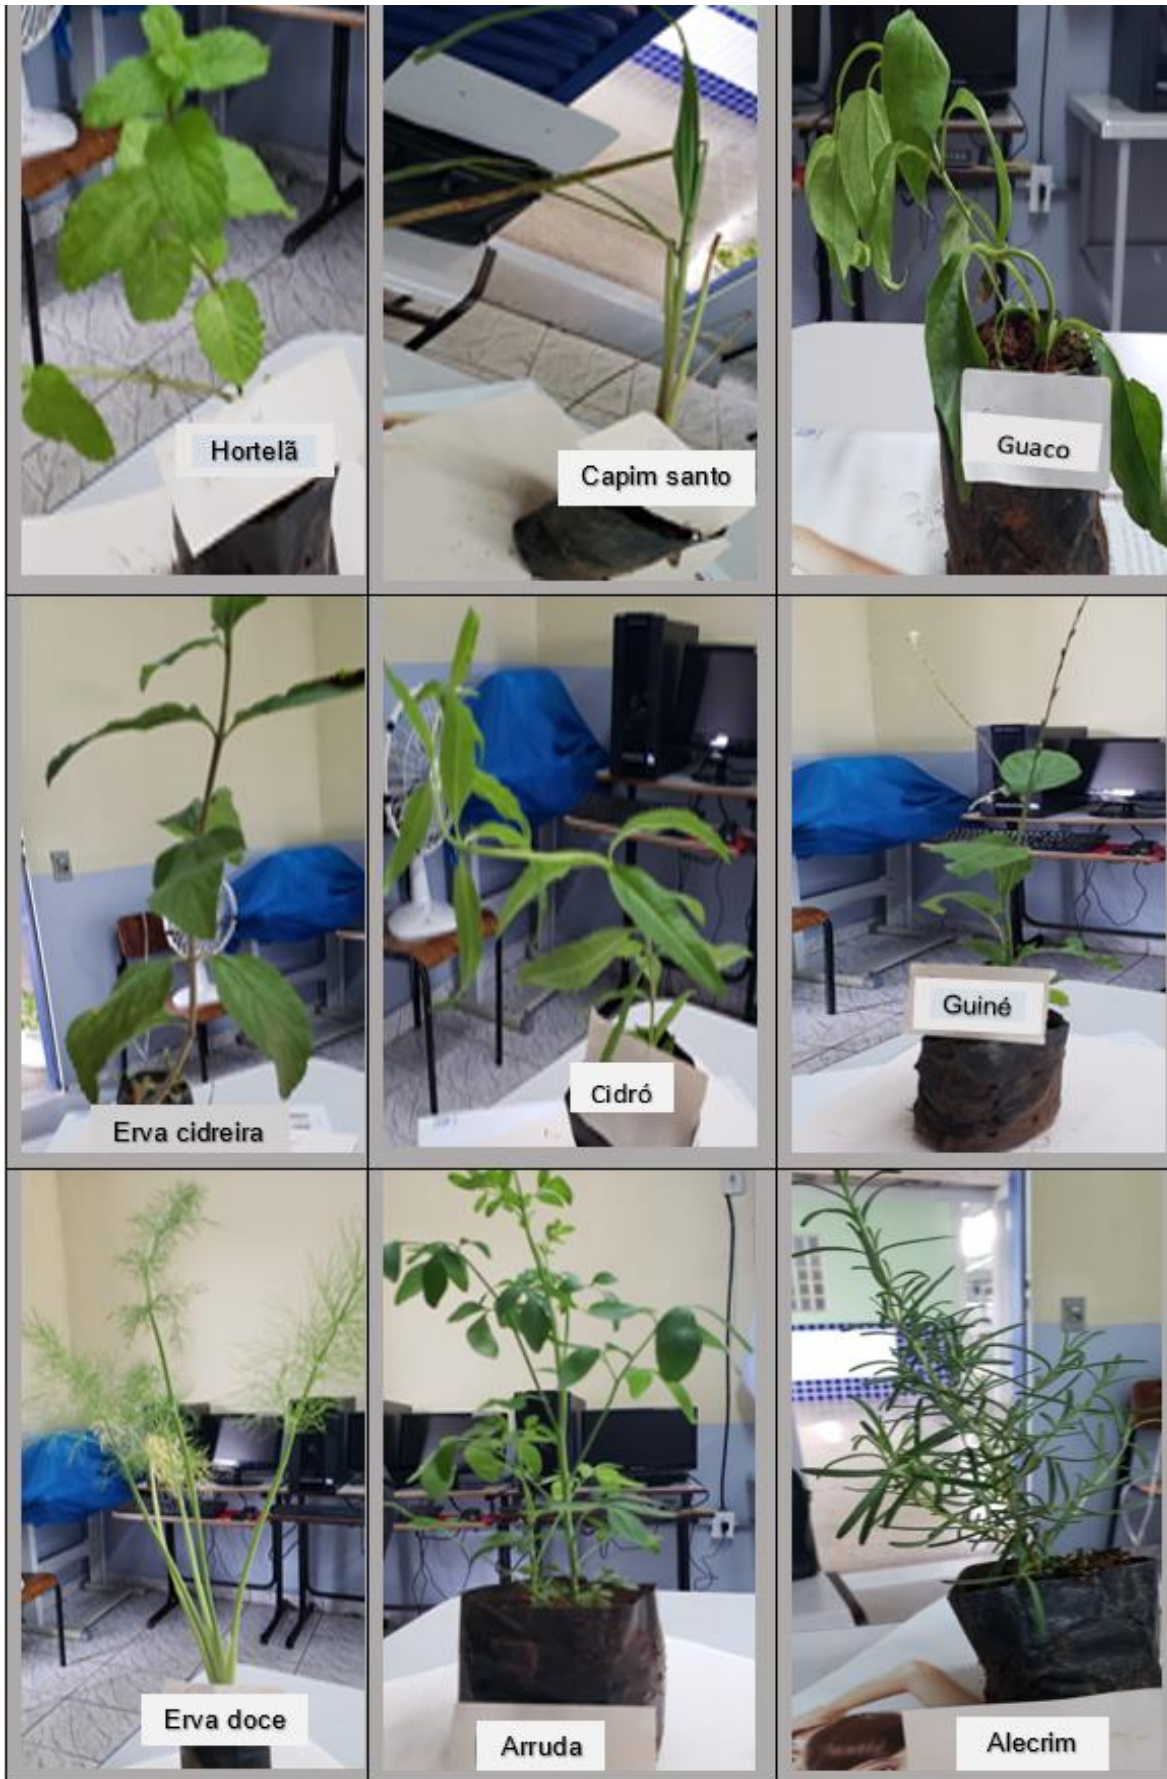 Hortelã
Capim santo
Guaco
Erva cidreira
Cidró
Guiné
Erva doce
Arruda
Alecrim